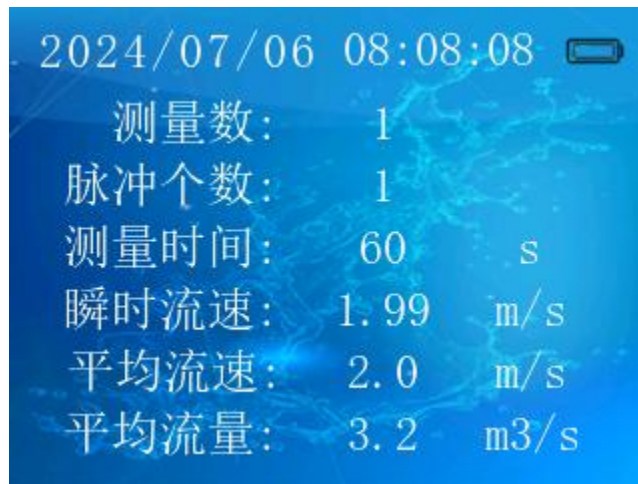 2024/07/06 08:08:08
测量数: 1
脉冲个数: 1
测量时间: 60 s
瞬时流速: 1.99 m/s
平均流速: 2.0 m/s
平均流量: 3.2 m3/s